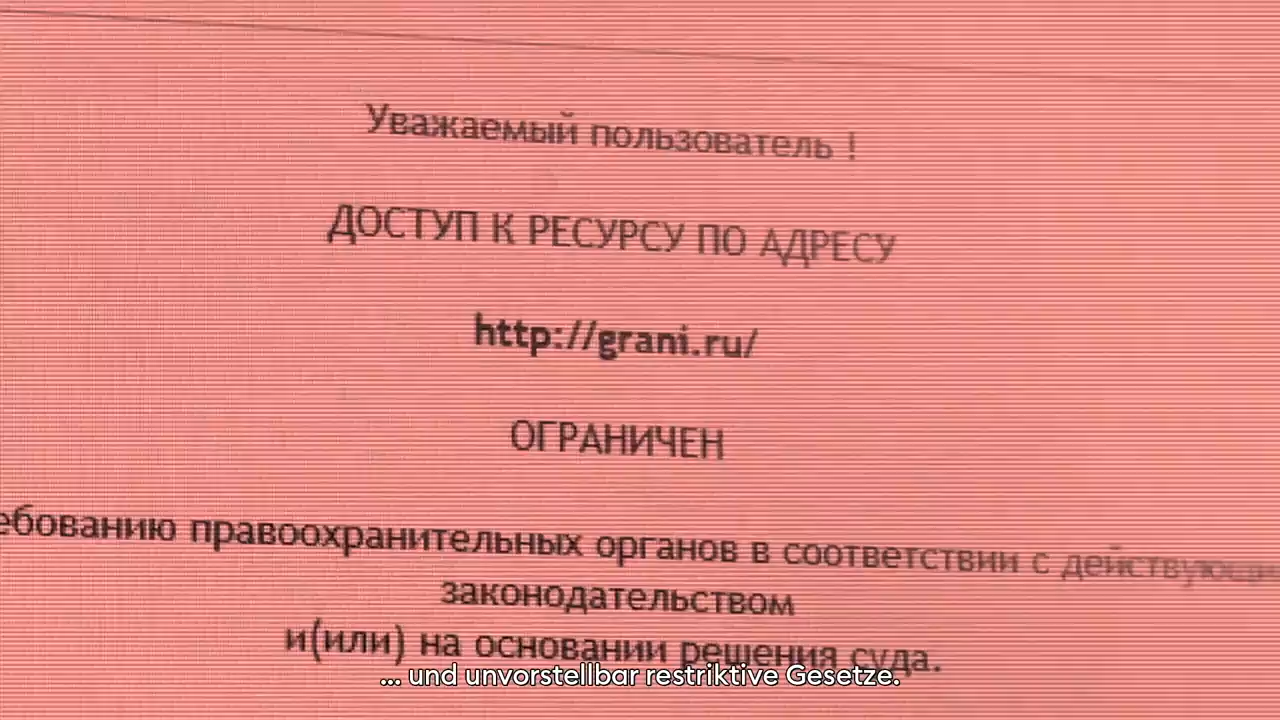 Уважаемый пользователь !
ДОСТУП К РЕСУРСУ ПО АДРЕСУ
http://grani.ru/
ОГРАНИЧЕН
ебованию правоохранительных органов в соответствии с действующи
законодательством
и(или) на основании решения суда.
... und unvorstellbar restriktive Gesetze.